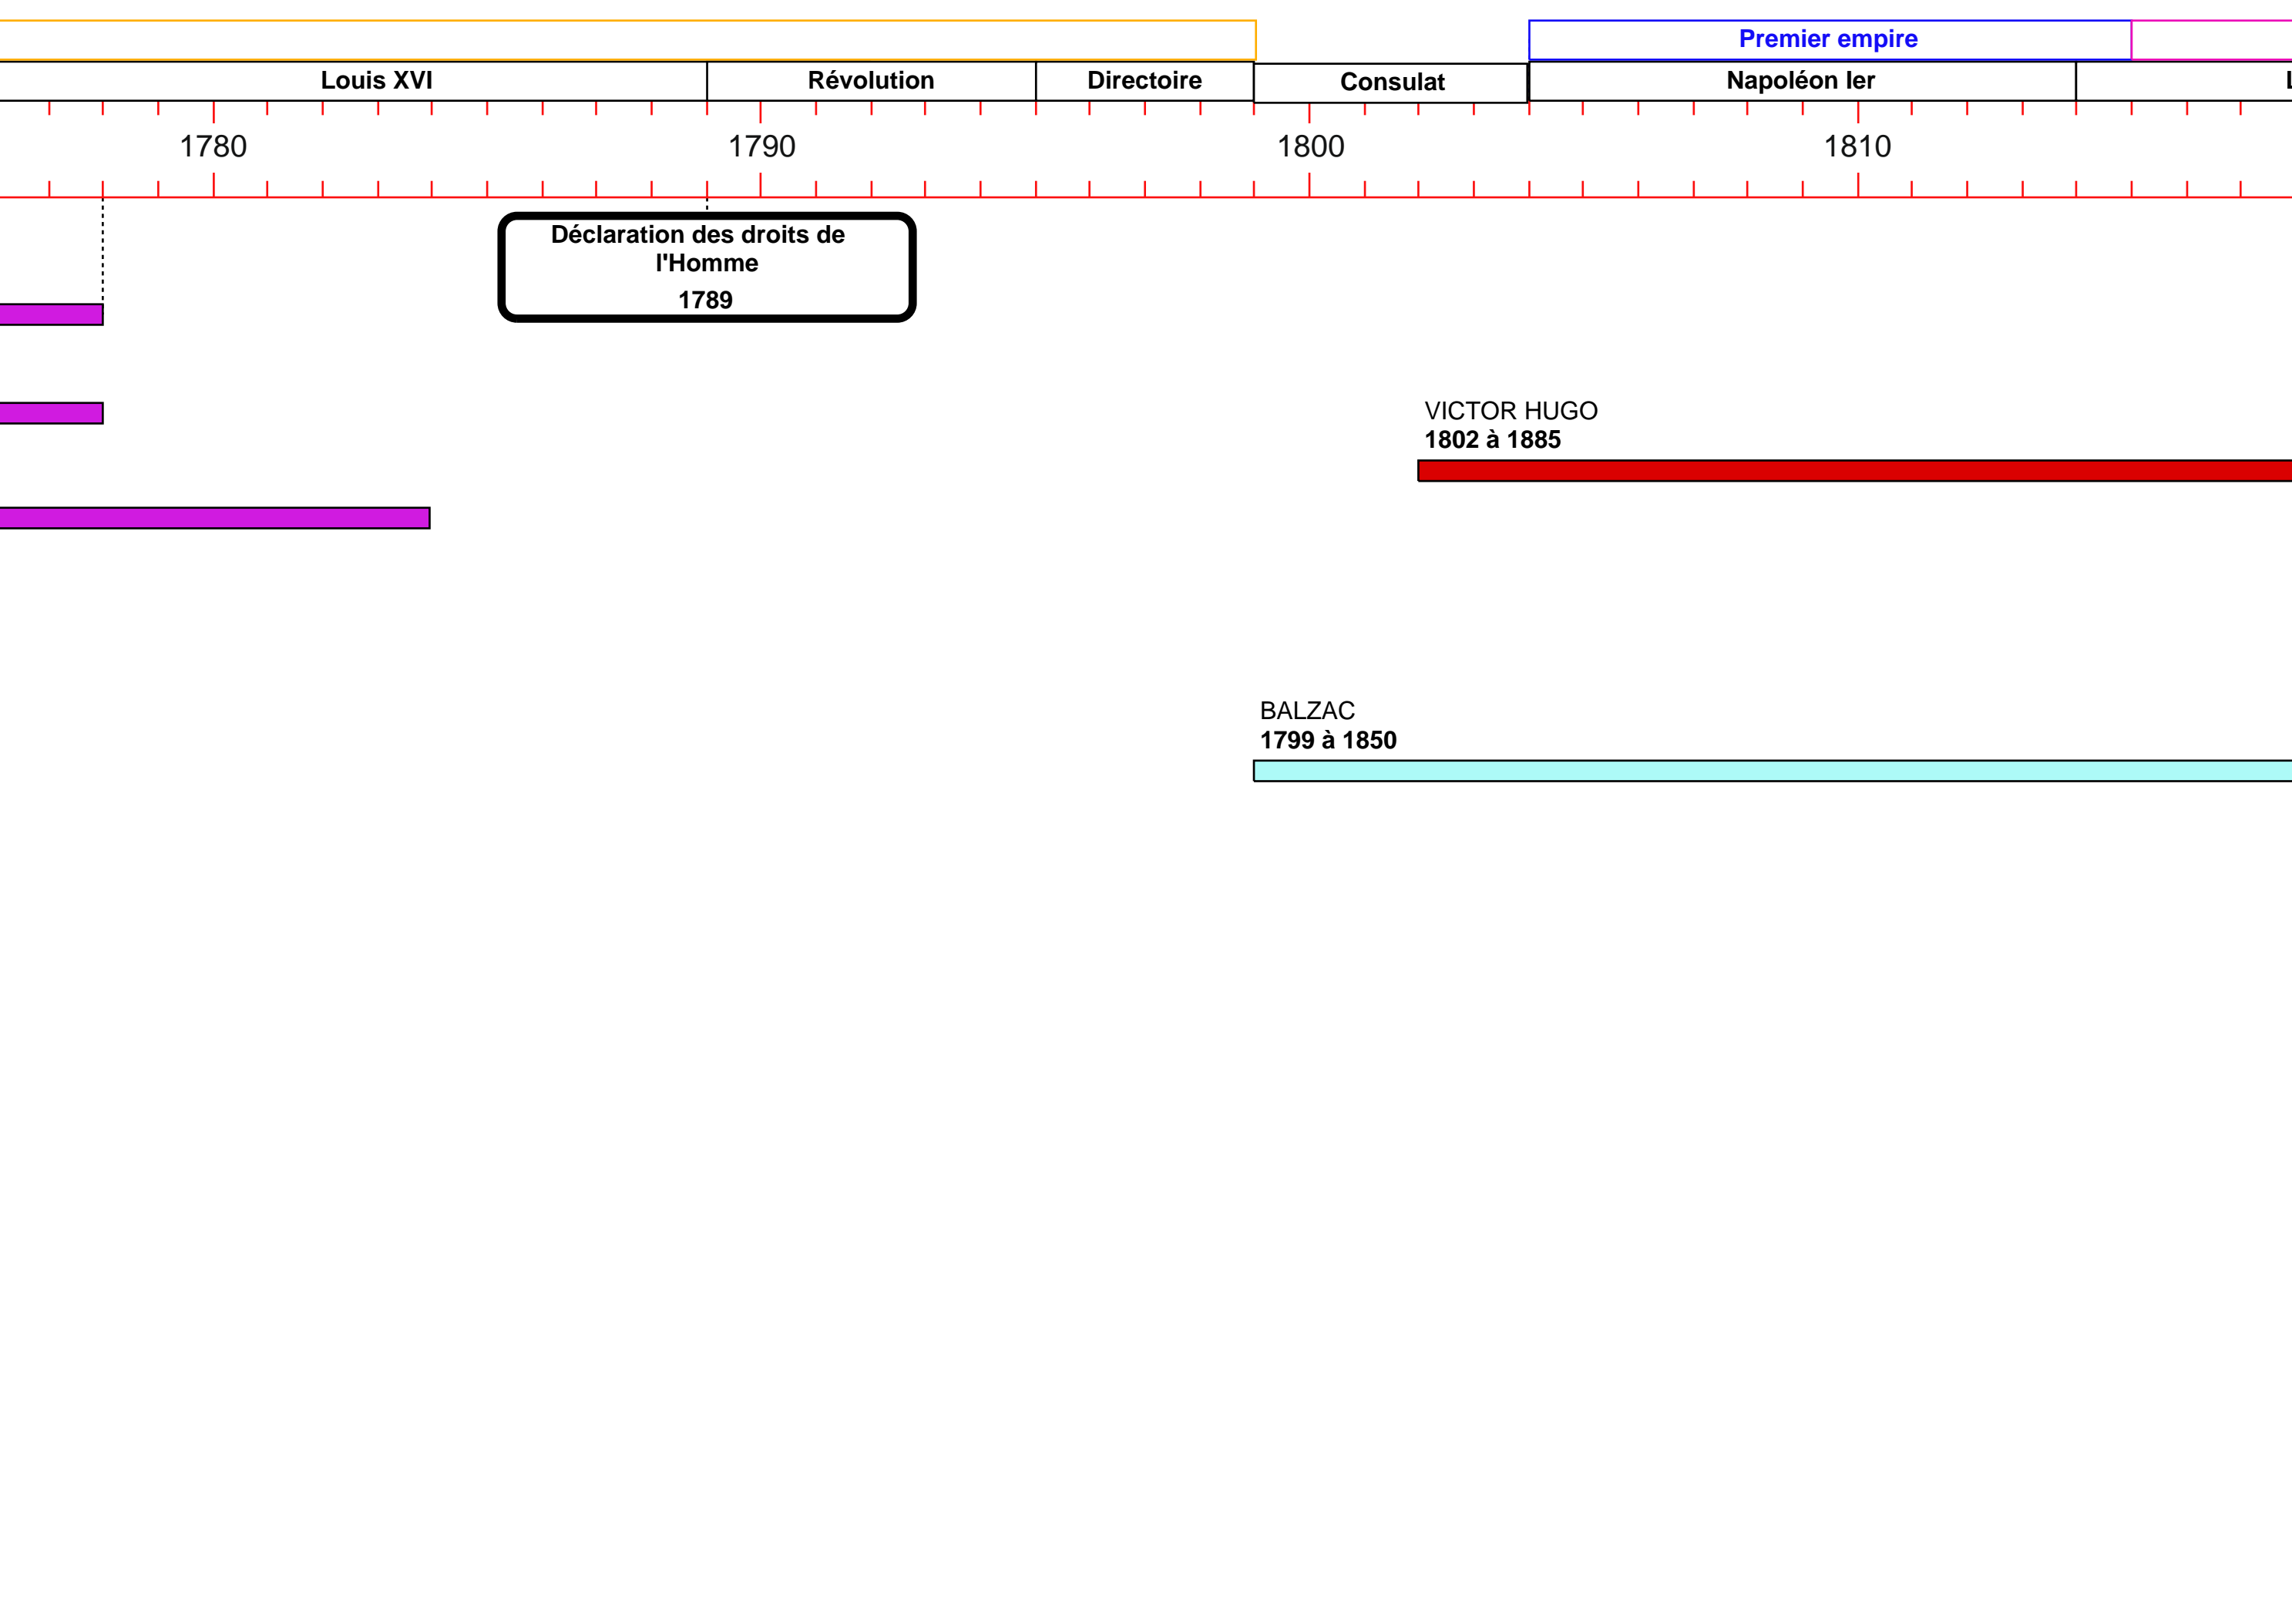 Premier empire
Louis XVI
Révolution
Directoire
Consulat
Napoléon Ier
1780
1790
1800
1810
Déclaration des droits de
l'Homme
1789
VICTOR HUGO
1802 à 1885
BALZAC
1799 à 1850